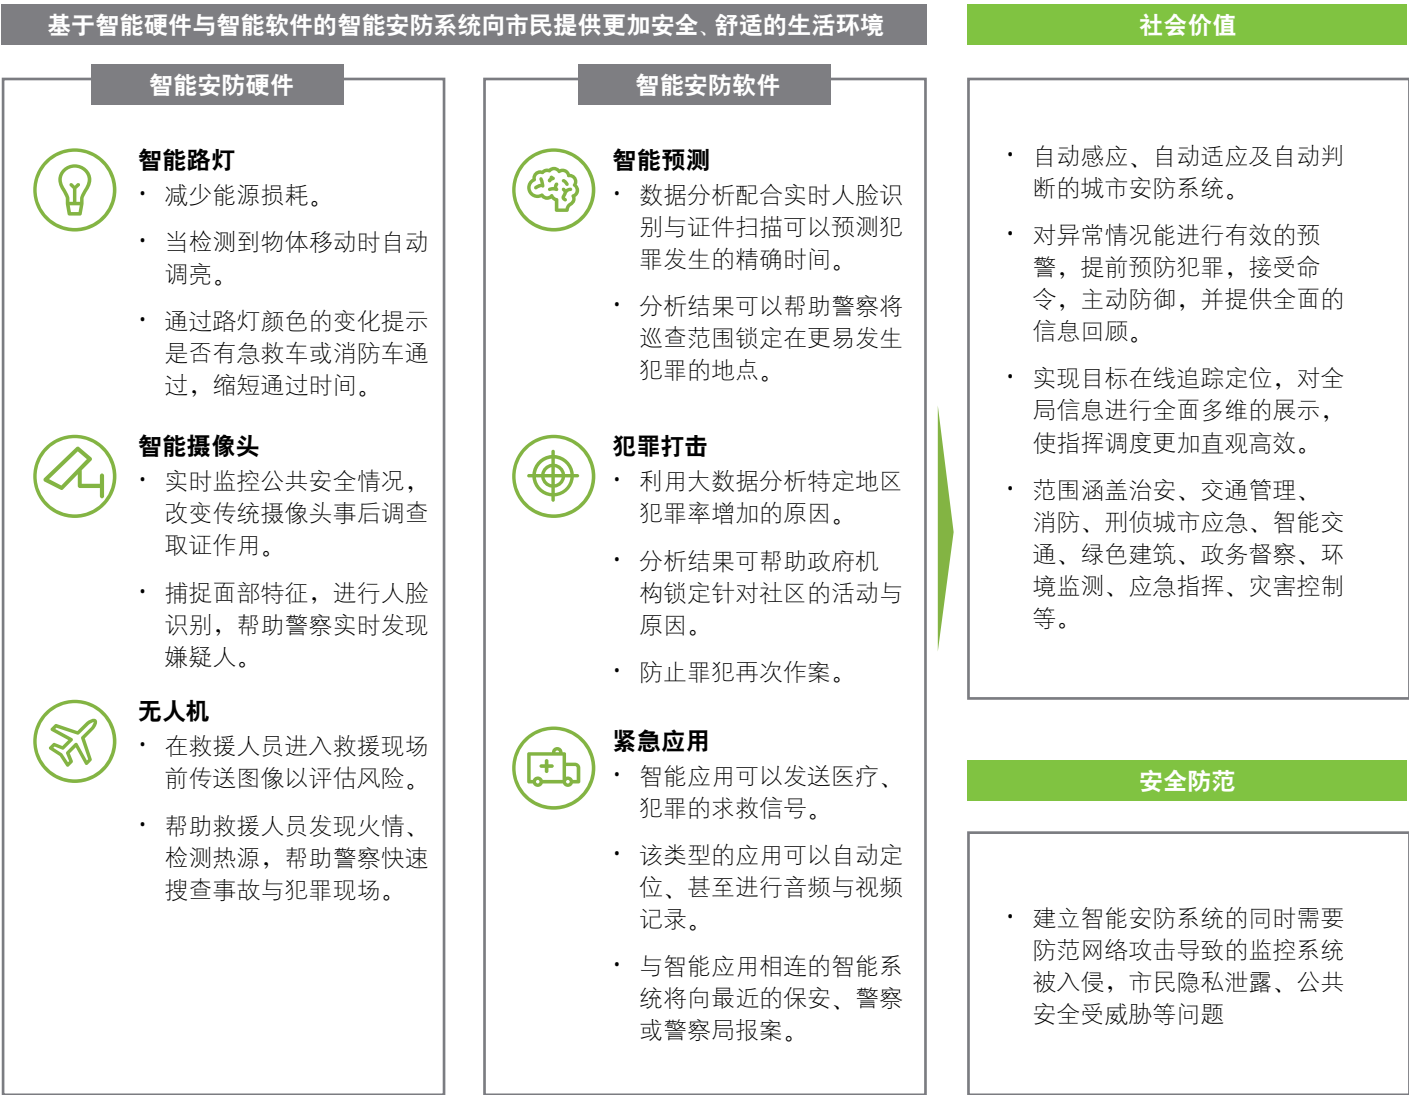 基于智能硬件与智能软件的智能安防系统向市民提供更加安全、舒适的生活环境
智能安防硬件
智能路灯
· 减少能源损耗。
· 当检测到物体移动时自动
调亮。
· 通过路灯颜色的变化提示
是否有急救车或消防车通
过，缩短通过时间。
智能摄像头
· 实时监控公共安全情况，
改变传统摄像头事后调查
取证作用。
· 捕捉面部特征，进行人脸
识别，帮助警察实时发现
嫌疑人。
无人机
· 在救援人员进入救援现场
前传送图像以评估风险。
· 帮助救援人员发现火情、
检测热源，帮助警察快速
搜查事故与犯罪现场。
智能安防软件
智能预测
· 数据分析配合实时人脸识
别与证件扫描可以预测犯
罪发生的精确时间。
· 分析结果可以帮助警察将
巡查范围锁定在更易发生
犯罪的地点。
犯罪打击
· 利用大数据分析特定地区
犯罪率增加的原因。
· 分析结果可帮助政府机
构锁定针对社区的活动与
原因。
· 防止罪犯再次作案。
紧急应用
· 智能应用可以发送医疗、
犯罪的求救信号。
· 该类型的应用可以自动定
位、甚至进行音频与视频
记录。
· 与智能应用相连的智能系
统将向最近的保安、警察
或警察局报案。
社会价值
· 自动感应、自动适应及自动判
断的城市安防系统。
· 对异常情况能进行有效的预
警，提前预防犯罪，接受命
令，主动防御，并提供全面的
信息回顾。
· 实现目标在线追踪定位，对全
局信息进行全面多维的展示，
使指挥调度更加直观高效。
· 范围涵盖治安、交通管理、
消防、刑侦城市应急、智能交
通、绿色建筑、政务督察、环
境监测、应急指挥、灾害控制
等。
安全防范
· 建立智能安防系统的同时需要
防范网络攻击导致的监控系统
被入侵，市民隐私泄露、公共
安全受威胁等问题